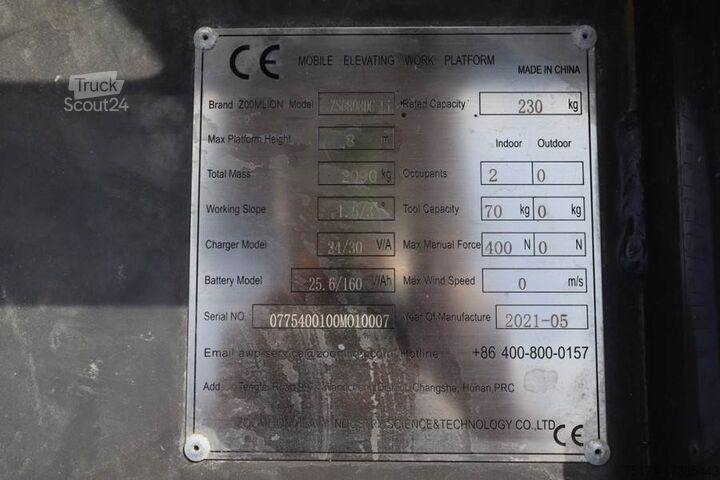 Truck
Scout24
CE MOBILE ELEVATING WORK PLATFORM
MADE IN CHINA
Brand ZOOMLION Model Rated Capacity 230 kg
Max Platform Height 8 m Indoor Outdoor
Total Mass 2090 kg Occupants 2 0
Working Slope Tool Capacity 70 kg 0 kg
Charger Model 24/30 V/A Max Manual Force 400 N 0 N
Battery Model 25.6/160 V/Ah Max Wind Speed 0 m/s
Serial NO. 0775400100M010007 Year Of Manufacture 2021-05
Email Hotline +86 400-800-0157
Add. District, Changsha, Hunan,PRC
HEAVY INDUSTRY SCIENCE&TECHNOLOGY CO.,LTD.
CE